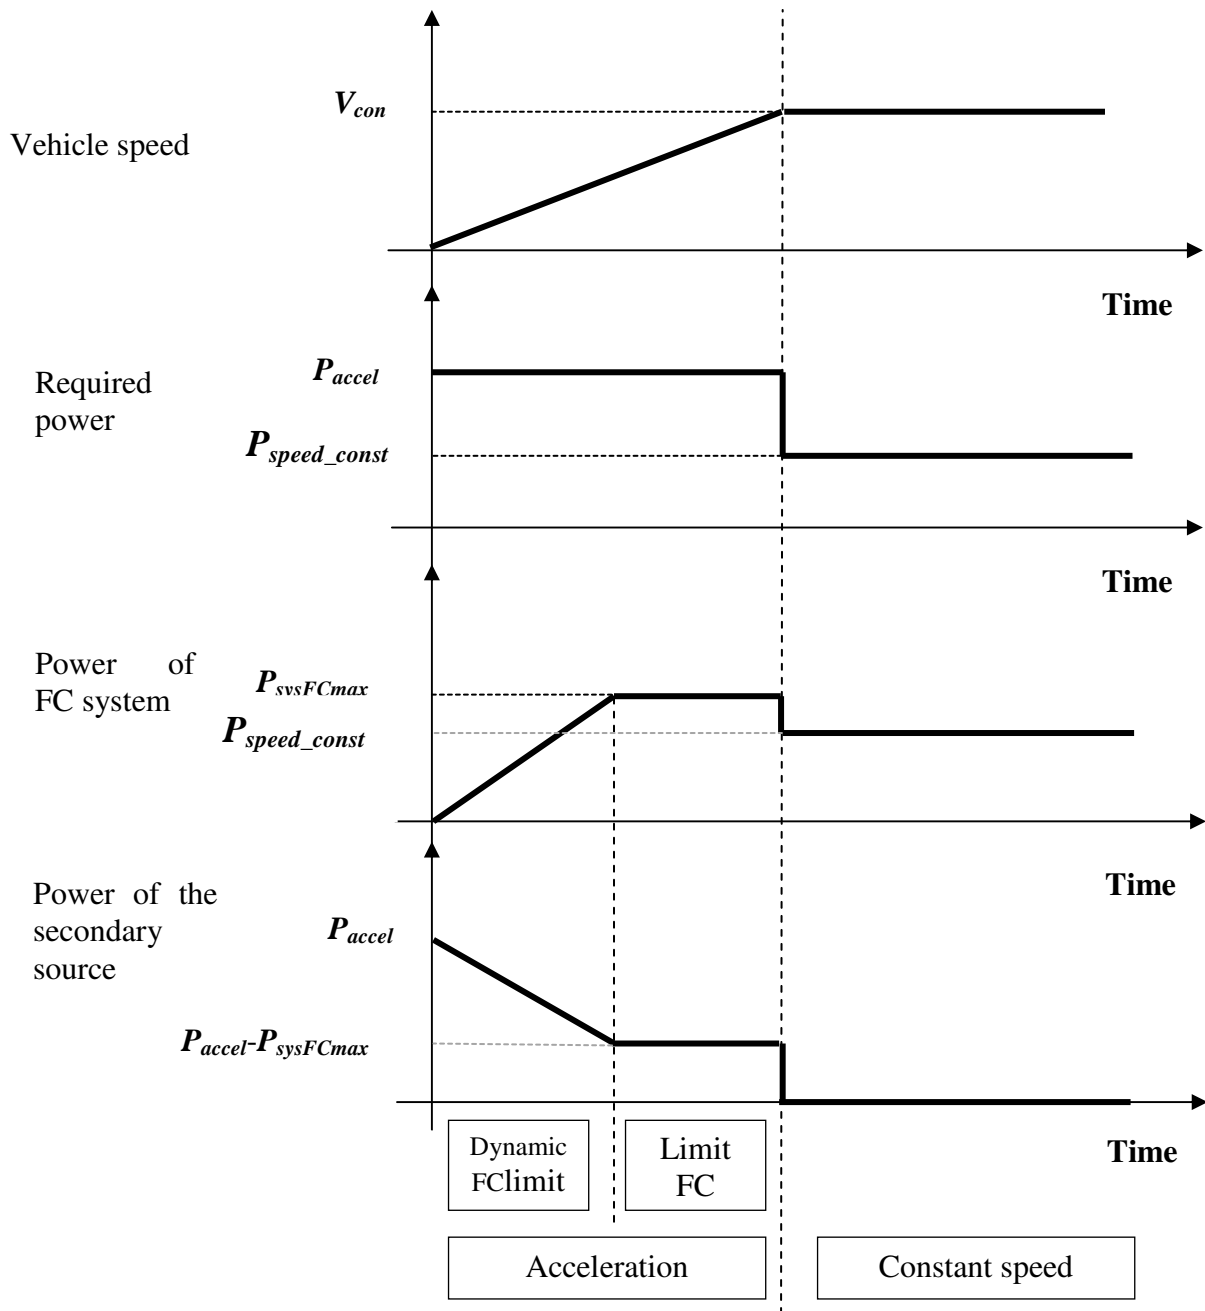 V_con
Vehicle speed
Time
P_accel
Required
power
P_speed_const
Time
Power of
P_sysFCmax
FC system
P_speed_const
Time
Power of the
secondary
P_accel
source
P_accel-P_sysFCmax
Time
Dynamic
FClimit
Limit
FC
Acceleration
Constant speed